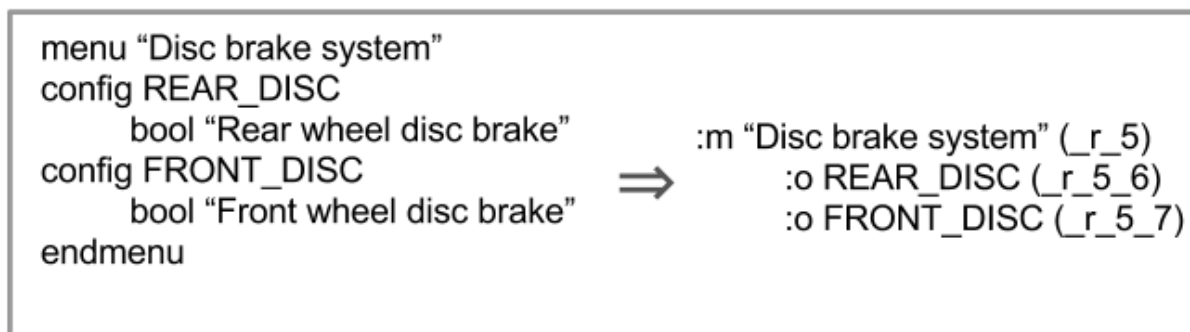 menu “Disc brake system”
config REAR_DISC
bool “Rear wheel disc brake”
config FRONT_DISC
bool “Front wheel disc brake”
endmenu
⇒
:m “Disc brake system” (_r_5)
:o REAR_DISC (_r_5_6)
:o FRONT_DISC (_r_5_7)